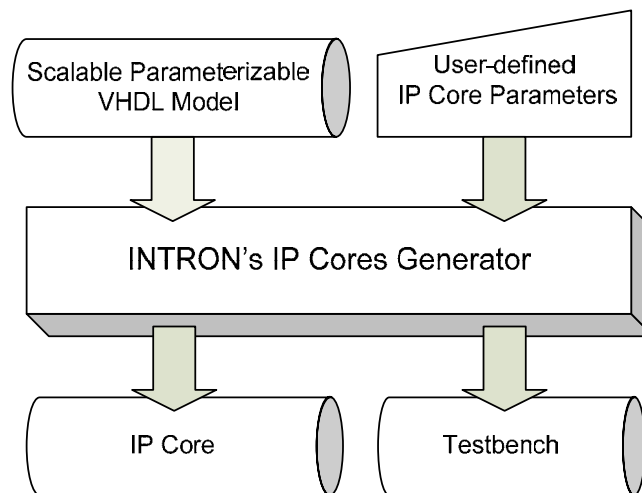 Scalable Parameterizable
VHDL Model
User-defined
IP Core Parameters
INTRON's IP Cores Generator
IP Core
Testbench